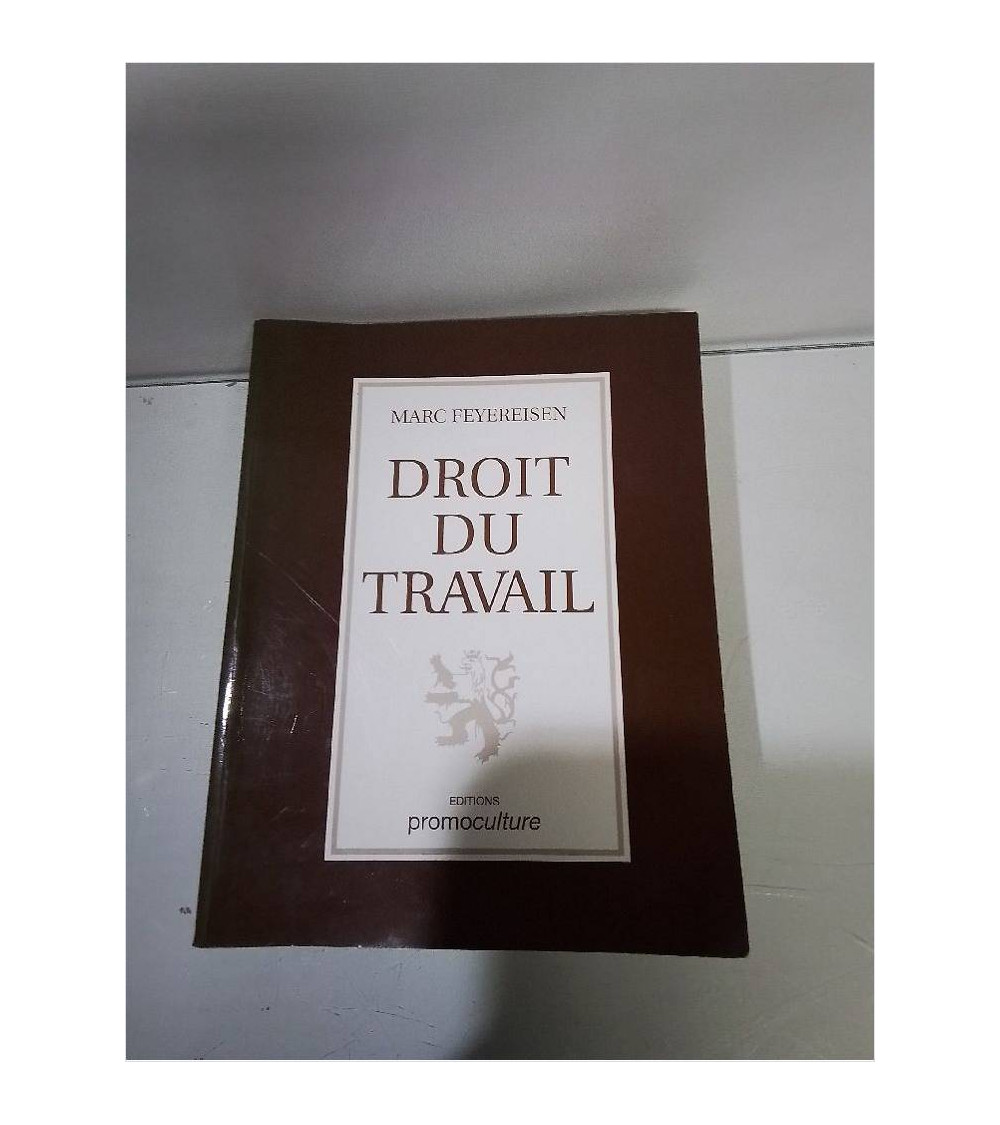 MARC FEYEREISEN
DROIT
DU
TRAVAIL
EDITIONS
promoculture